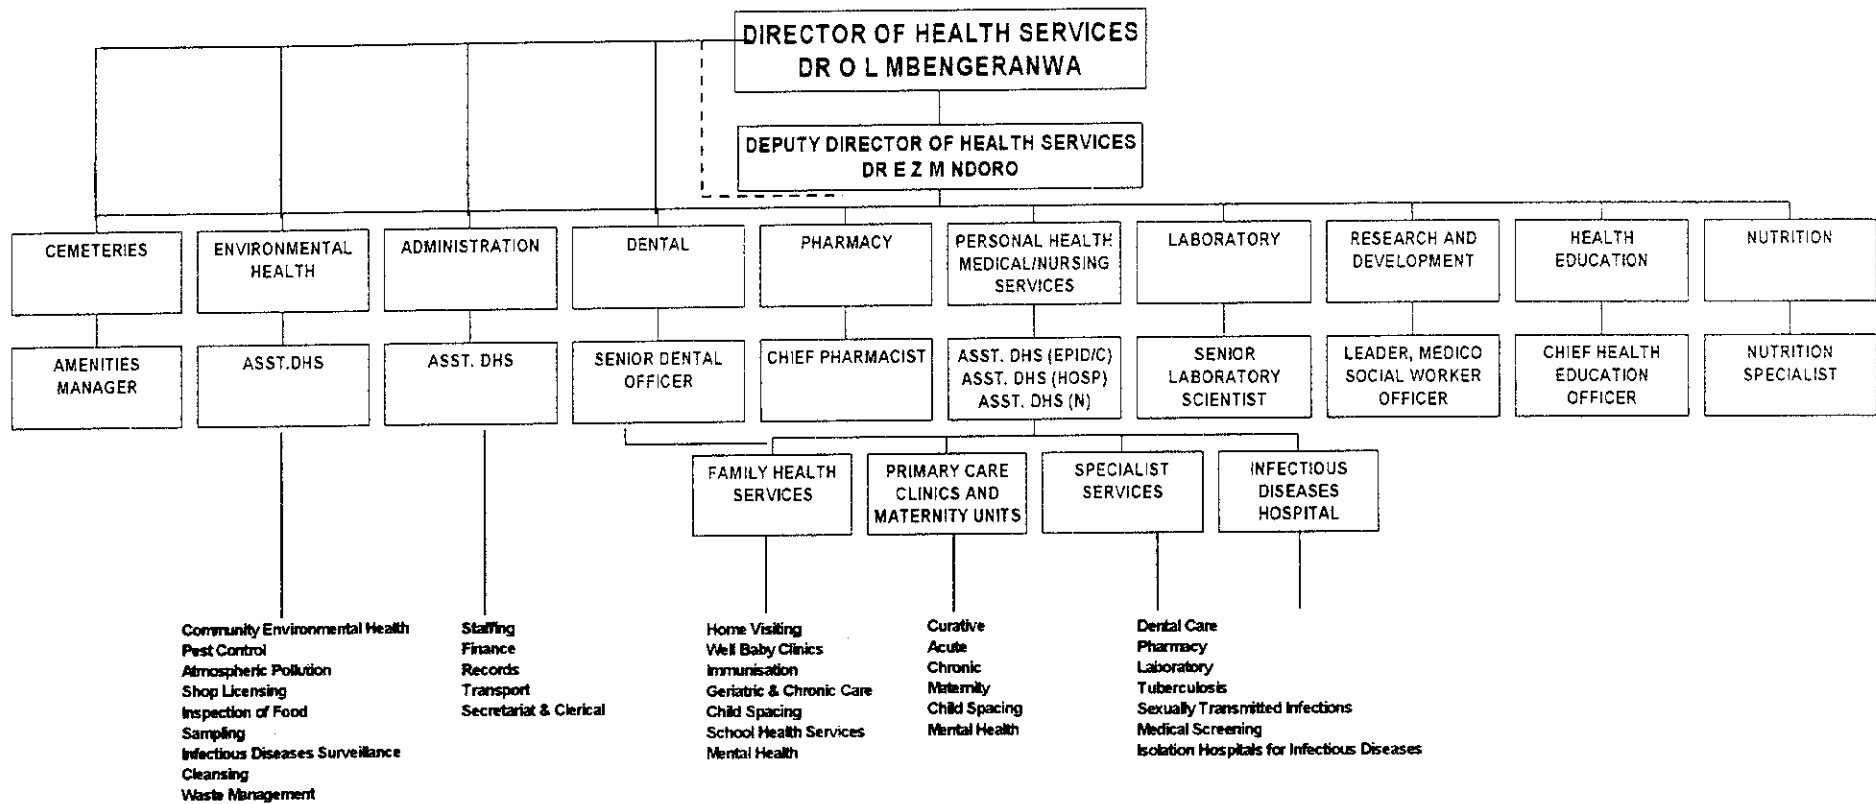 DIRECTOR OF HEALTH SERVICES
DR O L MBENGERANWA
DEPUTY DIRECTOR OF HEALTH SERVICES
DR E Z M NDORO
CEMETERIES
ENVIRONMENTAL
HEALTH
ADMINISTRATION
DENTAL
PHARMACY
PERSONAL HEALTH
MEDICAL/NURSING
SERVICES
LABORATORY
RESEARCH AND
DEVELOPMENT
HEALTH
EDUCATION
NUTRITION
AMENITIES
MANAGER
ASST.DHS
ASST. DHS
SENIOR DENTAL
OFFICER
CHIEF PHARMACIST
ASST. DHS (EPID/C)
ASST. DHS (HOSP)
ASST. DHS (N)
SENIOR
LABORATORY
SCIENTIST
LEADER, MEDICO
SOCIAL WORKER
OFFICER
CHIEF HEALTH
EDUCATION
OFFICER
NUTRITION
SPECIALIST
FAMILY HEALTH
SERVICES
PRIMARY CARE
CLINICS AND
MATERNITY UNITS
SPECIALIST
SERVICES
INFECTIOUS
DISEASES
HOSPITAL
Community Environmental Health
Pest Control
Atmospheric Pollution
Shop Licensing
Inspection of Food
Sampling
Infectious Diseases Surveillance
Cleansing
Waste Management
Staffing
Finance
Records
Transport
Secretariat & Clerical
Home Visiting
Well Baby Clinics
Immunisation
Geriatric & Chronic Care
Child Spacing
School Health Services
Mental Health
Curative
Acute
Chronic
Maternity
Child Spacing
Mental Health
Dental Care
Pharmacy
Laboratory
Tuberculosis
Sexually Transmitted Infections
Medical Screening
Isolation Hospitals for Infectious Diseases